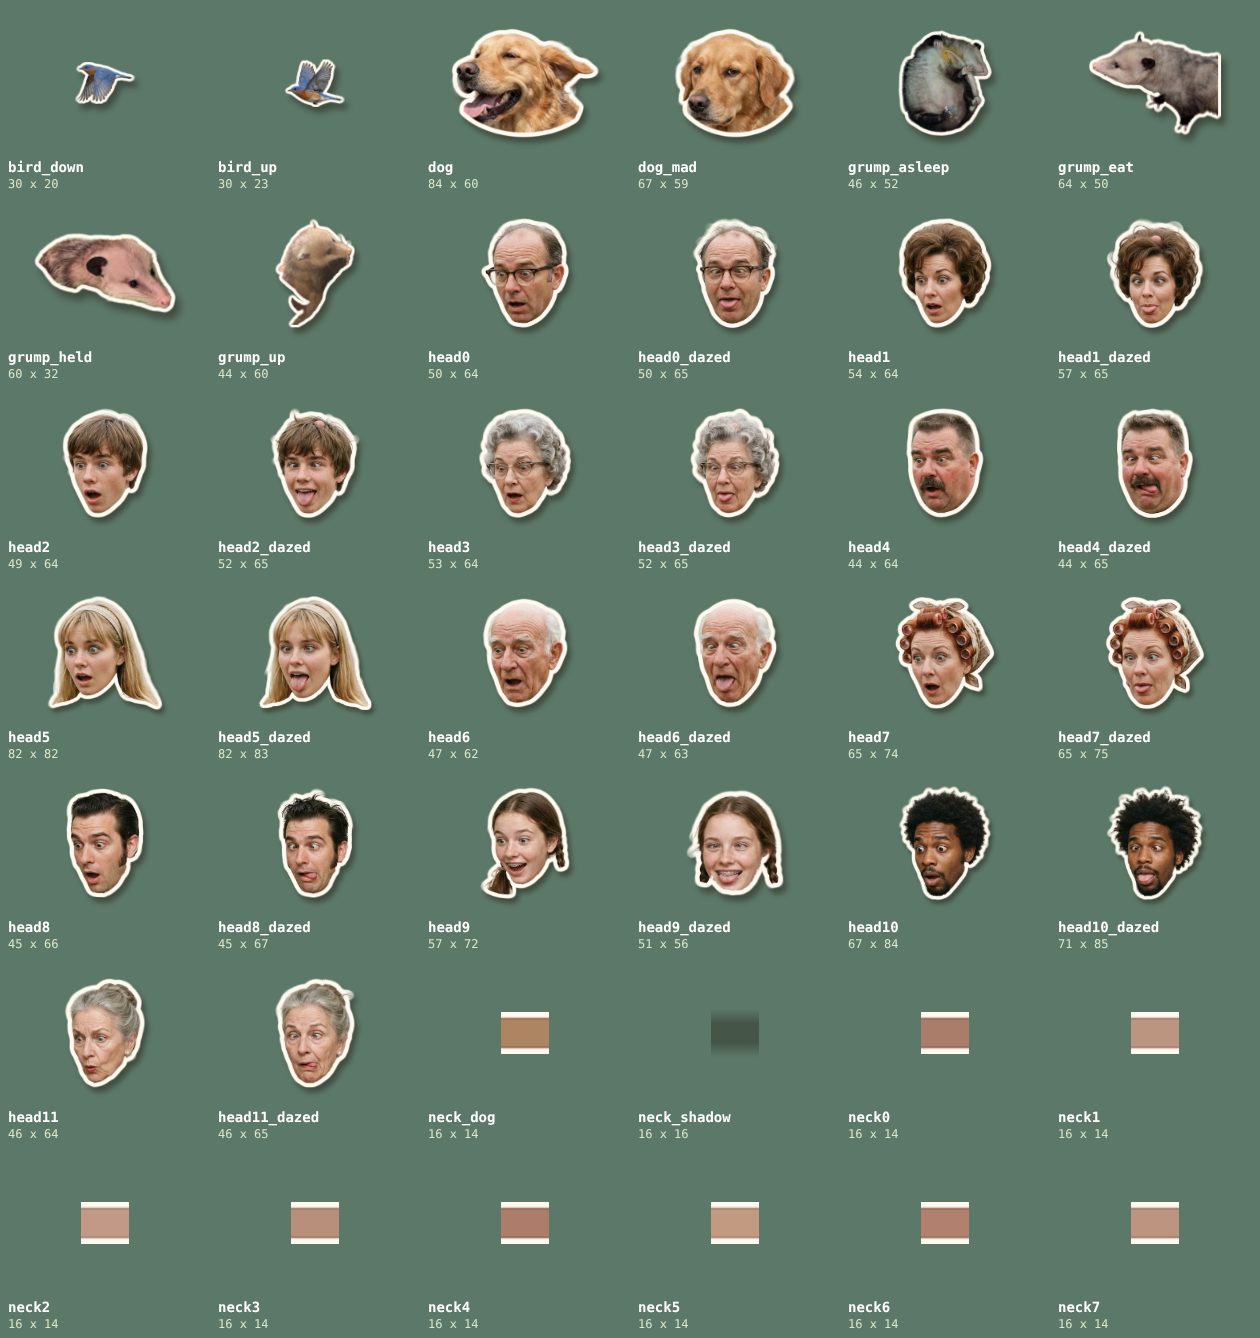 bird_down
30 x 20
bird_up
30 x 23
dog
84 x 60
dog_mad
67 x 59
grump_asleep
46 x 52
grump_eat
64 x 50
grump_held
60 x 32
grump_up
44 x 60
head0
50 x 64
head0_dazed
50 x 65
head1
54 x 64
head1_dazed
57 x 65
head2
49 x 64
head2_dazed
52 x 65
head3
53 x 64
head3_dazed
52 x 65
head4
44 x 64
head4_dazed
44 x 65
head5
82 x 82
head5_dazed
82 x 83
head6
47 x 62
head6_dazed
47 x 63
head7
65 x 74
head7_dazed
65 x 75
head8
45 x 66
head8_dazed
45 x 67
head9
57 x 72
head9_dazed
51 x 56
head10
67 x 84
head10_dazed
71 x 85
head11
46 x 64
head11_dazed
46 x 65
neck_dog
16 x 14
neck_shadow
16 x 16
neck0
16 x 14
neck1
16 x 14
neck2
16 x 14
neck3
16 x 14
neck4
16 x 14
neck5
16 x 14
neck6
16 x 14
neck7
16 x 14